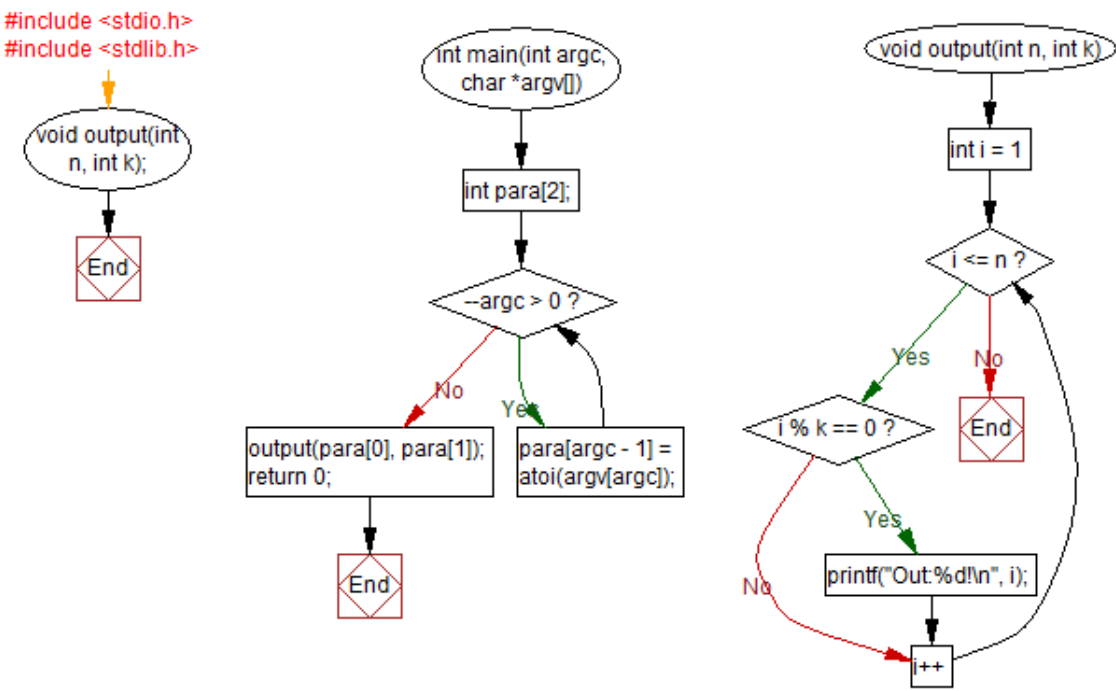 #include <stdio.h>
#include <stdlib.h>
void output(int
n, int k);
End
int main(int argc,
char *argv[])
int para[2];
--argc > 0 ?
No
Yes
output(para[0], para[1]);
return 0;
para[argc - 1] =
atoi(argv[argc]);
End
void output(int n, int k)
int i = 1
i <= n ?
Yes
No
i % k == 0 ?
End
Yes
No
printf("Out:%d!\n", i);
i++